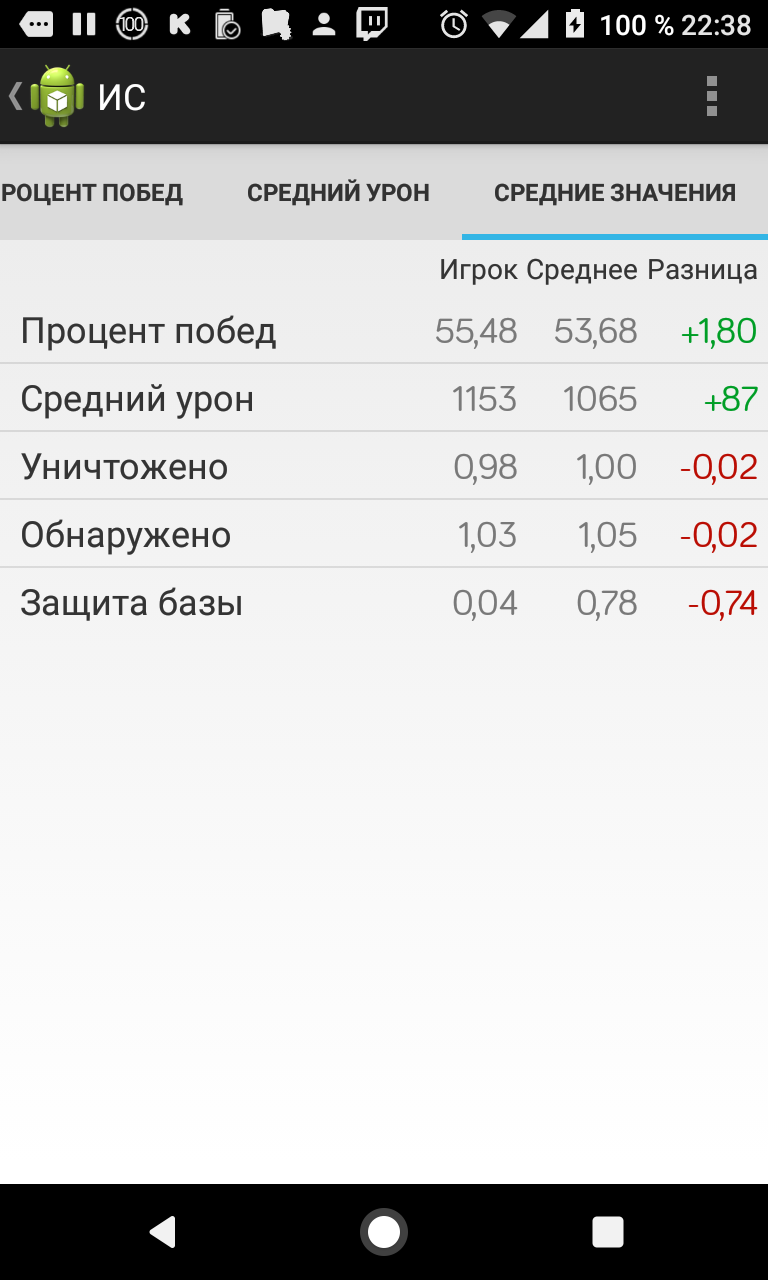 100 100 % 22:38
ИС
РОЦЕНТ ПОБЕД СРЕДНИЙ УРОН СРЕДНИЕ ЗНАЧЕНИЯ
Игрок Среднее Разница
Процент побед 55,48 53,68 +1,80
Средний урон 1153 1065 +87
Уничтожено 0,98 1,00 -0,02
Обнаружено 1,03 1,05 -0,02
Защита базы 0,04 0,78 -0,74